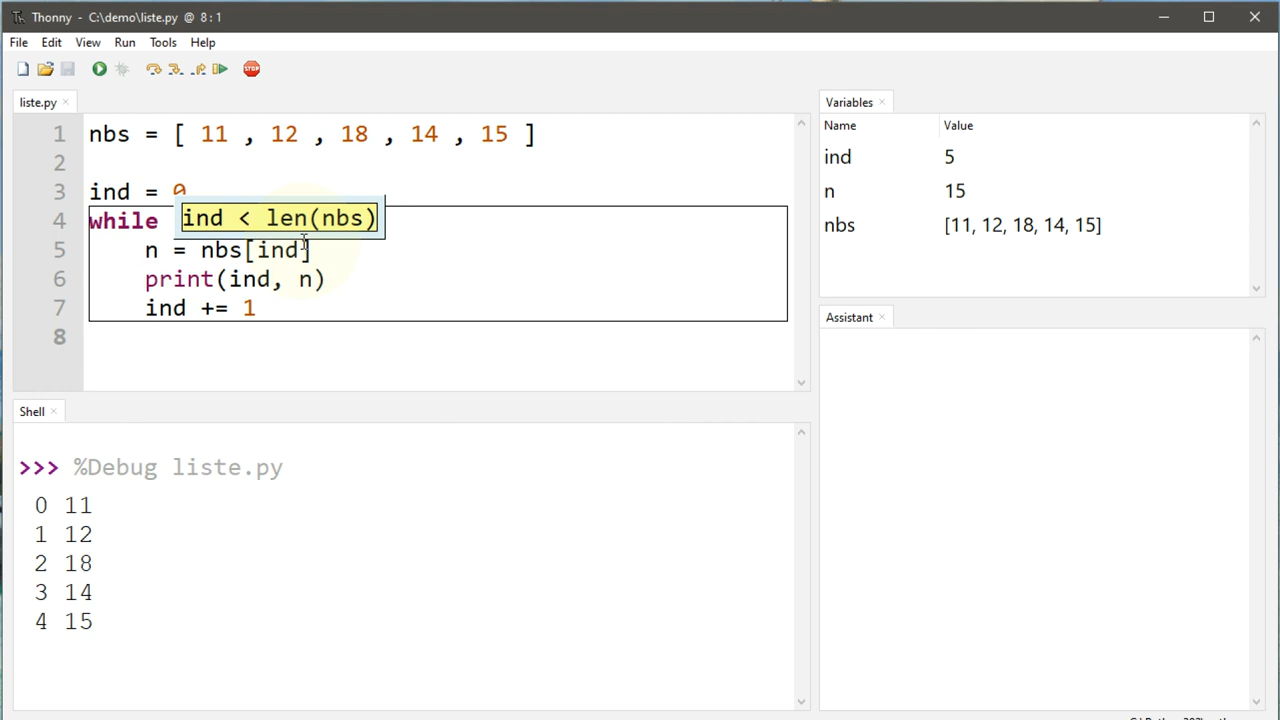 Thonny - C:\demo\liste.py @ 8 : 1
File Edit View Run Tools Help
STOP
liste.py ×
1 nbs = [ 11 , 12 , 18 , 14 , 15 ]
2
3 ind = 0
4 while ind < len(nbs)
5 n = nbs[ind]
6 print(ind, n)
7 ind += 1
8
Shell ×
>>> %Debug liste.py
0 11
1 12
2 18
3 14
4 15
Variables ×
Name Value
ind 5
n 15
nbs [11, 12, 18, 14, 15]
Assistant ×